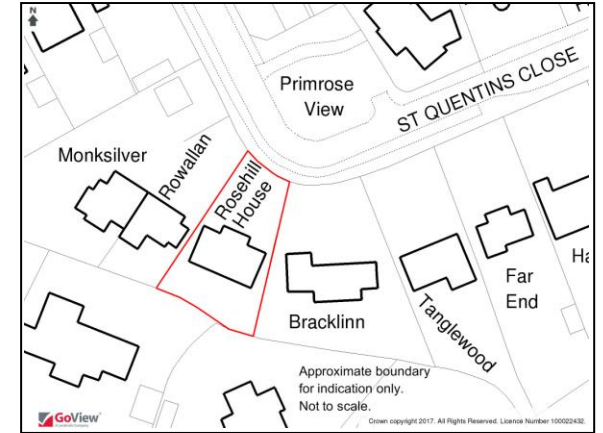 N
Primrose
View
ST QUENTINS CLOSE
Monksilver
Rowallan
Rosehill
House
Bracklinn
Tanglewood
Far
End
Ha
Approximate boundary
for indication only.
Not to scale.
GoView
Crown copyright 2017. All Rights Reserved. Licence Number 100022432.